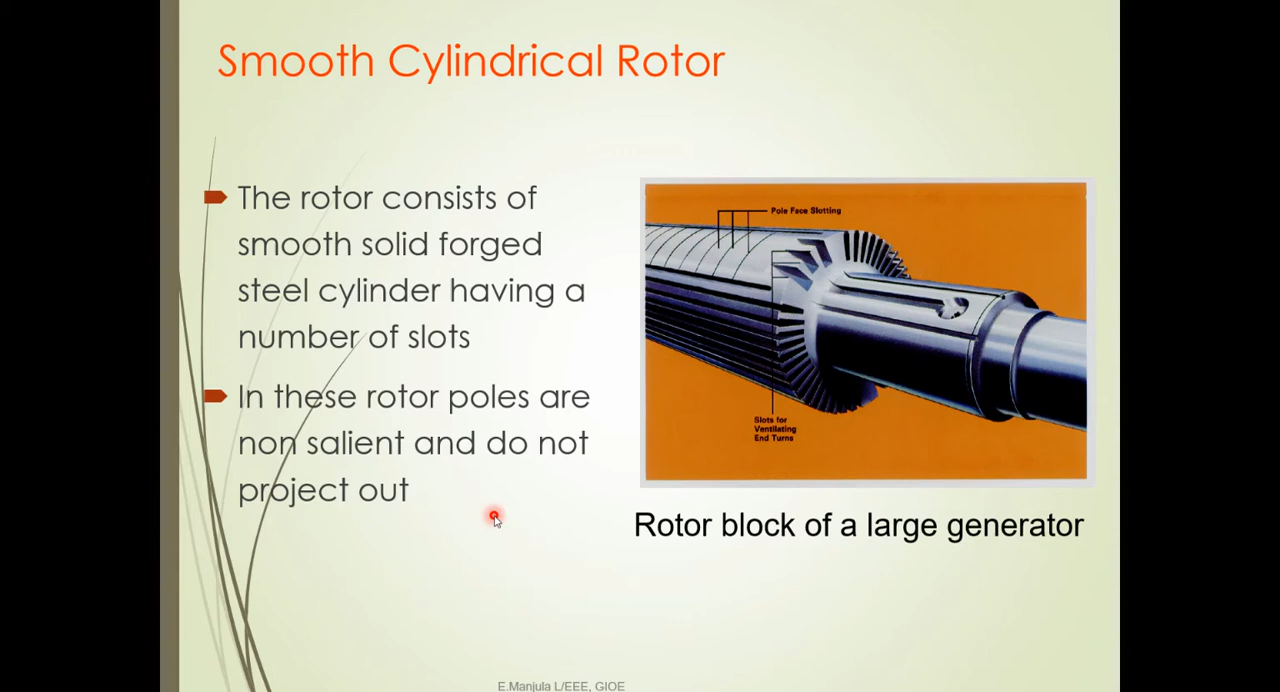 Smooth Cylindrical Rotor
The rotor consists of
smooth solid forged
steel cylinder having a
number of slots
In these rotor poles are
non salient and do not
project out
Pole Face Slotting
Slots for
Ventilating
End Turns
Rotor block of a large generator
E.Manjula L/EEE, GIOE